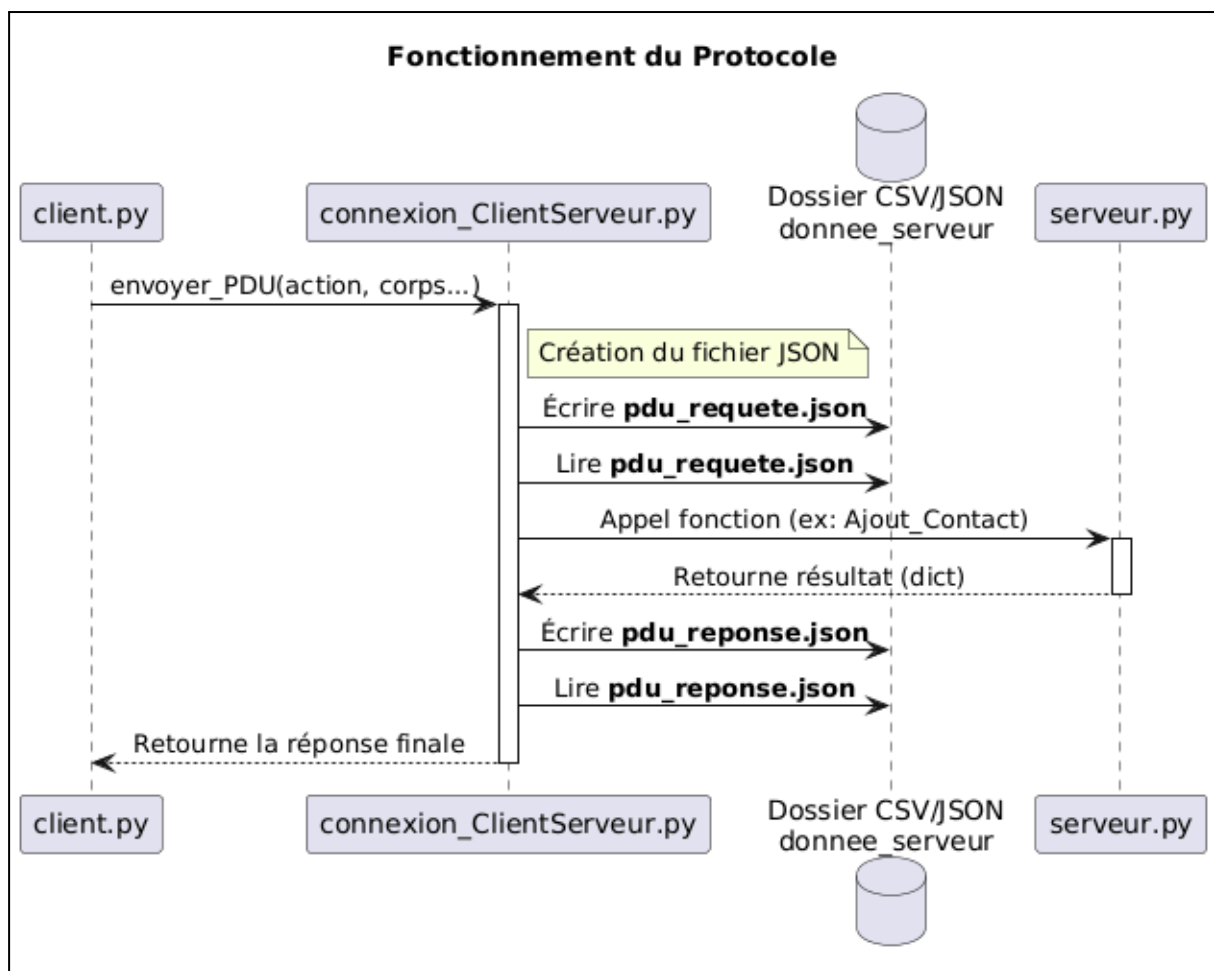 Fonctionnement du Protocole
client.py
connexion_ClientServeur.py
Dossier CSV/JSON
donnee_serveur
serveur.py
envoyer_PDU(action, corps...)
Création du fichier JSON
Écrire pdu_requete.json
Lire pdu_requete.json
Appel fonction (ex: Ajout_Contact)
Retourne résultat (dict)
Écrire pdu_reponse.json
Lire pdu_reponse.json
Retourne la réponse finale
client.py
connexion_ClientServeur.py
Dossier CSV/JSON
donnee_serveur
serveur.py